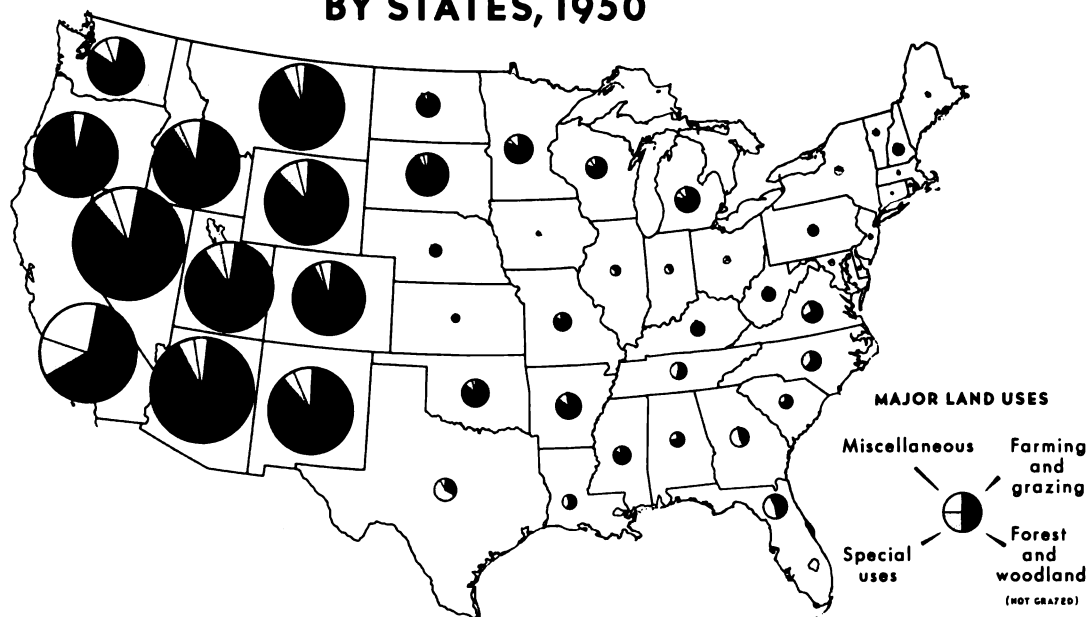 BY STATES, 1950
MAJOR LAND USES
Miscellaneous
Farming
and
grazing
Special
uses
Forest
and
woodland
(NOT GRAZED)